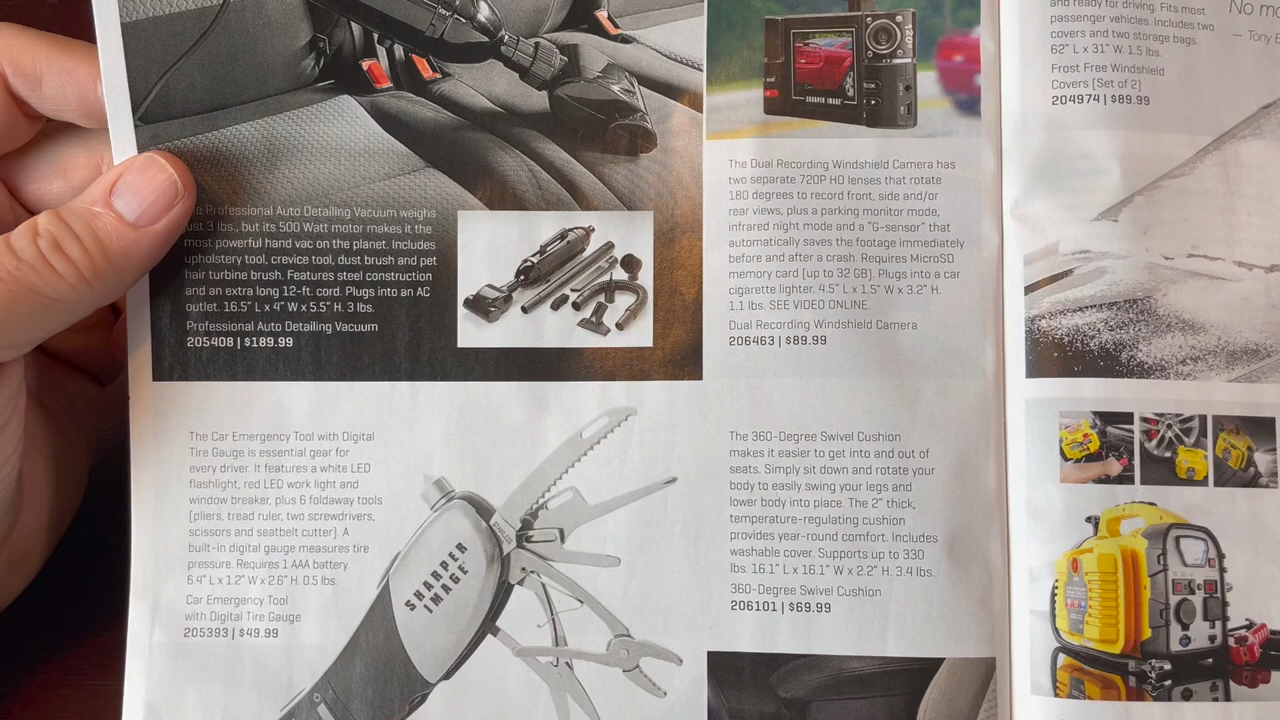 Professional Auto Detailing Vacuum weighs
just 3 lbs., but its 500 Watt motor makes it the
most powerful hand vac on the planet. Includes
upholstery tool, crevice tool, dust brush and pet
hair turbine brush. Features steel construction
and an extra long 12-ft. cord. Plugs into an AC
outlet. 16.5" L x 4" W x 5.5" H. 3 lbs.
Professional Auto Detailing Vacuum
205408 | $189.99
120°
SHARPER IMAGE
The Dual Recording Windshield Camera has
two separate 720P HD lenses that rotate
180 degrees to record front, side and/or
rear views, plus a parking monitor mode,
infrared night mode and a "G-sensor" that
automatically saves the footage immediately
before and after a crash. Requires MicroSD
memory card [up to 32 GB]. Plugs into a car
cigarette lighter. 4.5" L x 1.5" W x 3.2" H.
1.1 lbs. SEE VIDEO ONLINE.
Dual Recording Windshield Camera
206463 | $89.99
The Car Emergency Tool with Digital
Tire Gauge is essential gear for
every driver. It features a white LED
flashlight, red LED work light and
window breaker, plus 6 foldaway tools
[pliers, tread ruler, two screwdrivers,
scissors and seatbelt cutter]. A
built-in digital gauge measures tire
pressure. Requires 1 AAA battery.
6.4" L x 1.2" W x 2.6" H. 0.5 lbs.
Car Emergency Tool
with Digital Tire Gauge
205393 | $49.99
SHARPER
IMAGE
The 360-Degree Swivel Cushion
makes it easier to get into and out of
seats. Simply sit down and rotate your
body to easily swing your legs and
lower body into place. The 2" thick,
temperature-regulating cushion
provides year-round comfort. Includes
washable cover. Supports up to 330
lbs. 16.1" L x 16.1" W x 2.2" H. 3.4 lbs.
360-Degree Swivel Cushion
206101 | $69.99
and ready for driving. Fits most
passenger vehicles. Includes two
covers and two storage bags.
62" L x 31" W. 1.5 lbs.
Frost Free Windshield
Covers [Set of 2]
204974 | $89.99
No
— Tony